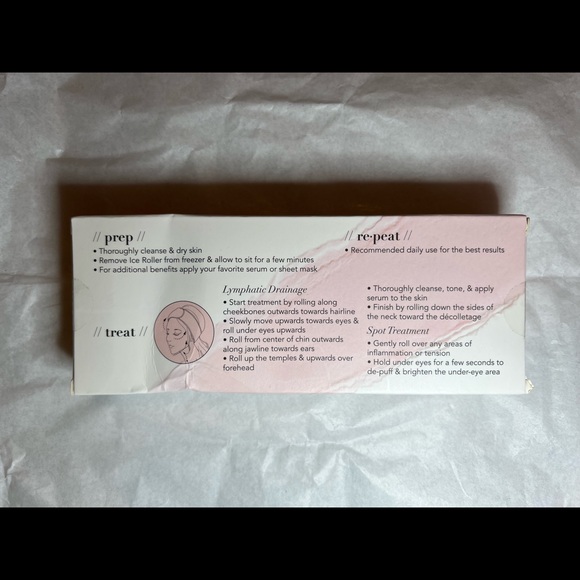 // prep //
• Thoroughly cleanse & dry skin
• Remove Ice Roller from freezer & allow to sit for a few minutes
• For additional benefits apply your favorite serum or sheet mask
// re·peat //
• Recommended daily use for the best results
// treat //
Lymphatic Drainage
• Start treatment by rolling along
cheekbones outwards towards hairline
• Slowly move upwards towards eyes &
roll under eyes upwards
• Roll from center of chin outwards
along jawline towards ears
• Roll up the temples & upwards over
forehead
• Thoroughly cleanse, tone, & apply
serum to the skin
• Finish by rolling down the sides of
the neck toward the décolletage
Spot Treatment
• Gently roll over any areas of
inflammation or tension
• Hold under eyes for a few seconds to
de-puff & brighten the under-eye area